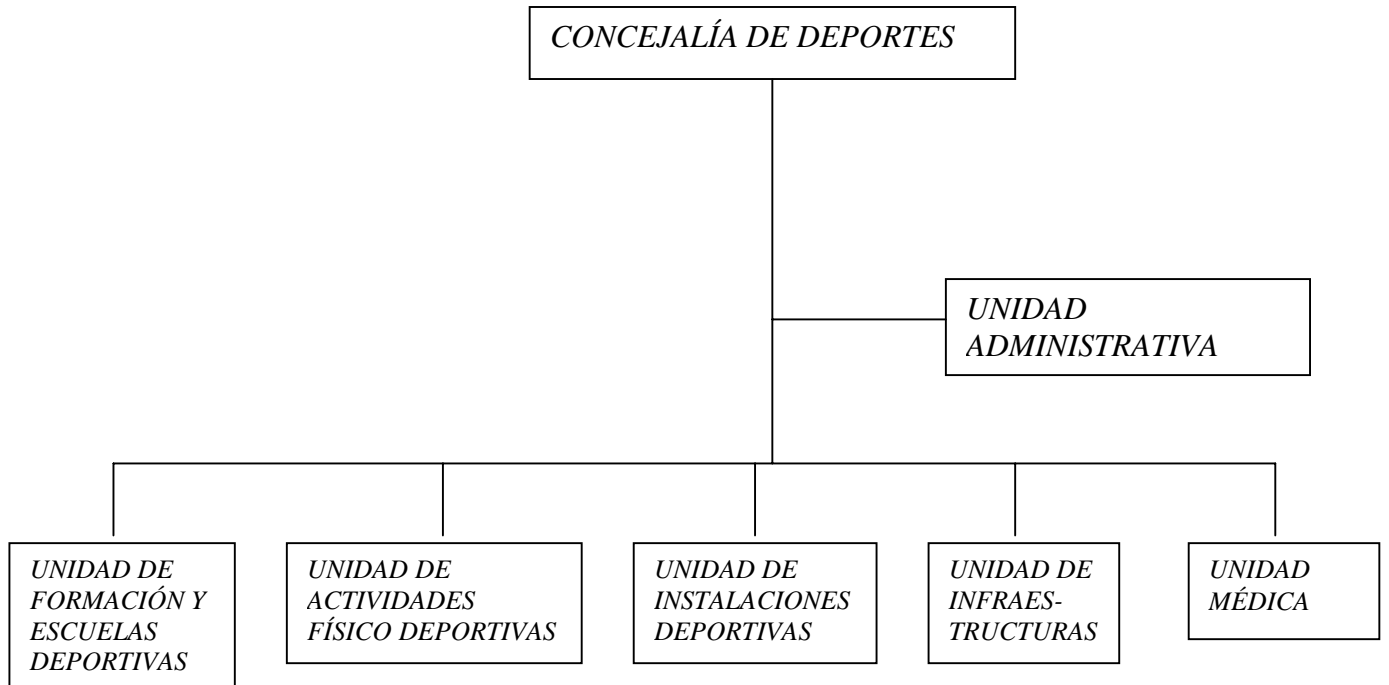 CONCEJALÍA DE DEPORTES
UNIDAD
ADMINISTRATIVA
UNIDAD DE
FORMACIÓN Y
ESCUELAS
DEPORTIVAS
UNIDAD DE
ACTIVIDADES
FÍSICO DEPORTIVAS
UNIDAD DE
INSTALACIONES
DEPORTIVAS
UNIDAD DE
INFRAES-
TRUCTURAS
UNIDAD
MÉDICA